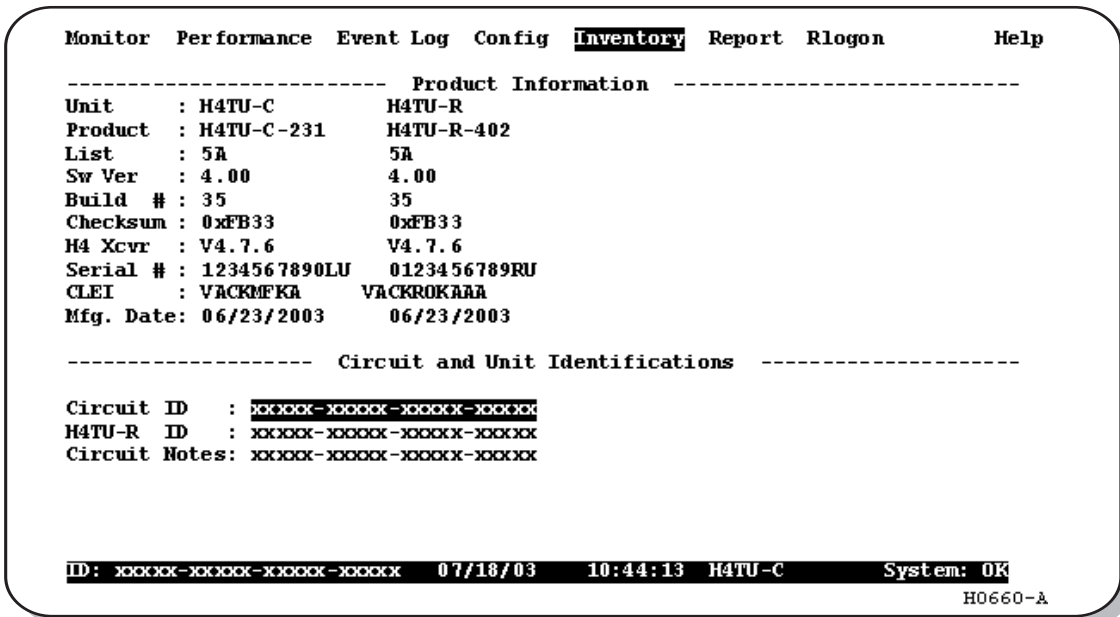 Monitor Performance Event Log Config Inventory Report Rlogon Help
-------------------------- Product Information ----------------------------
Unit : H4TU-C H4TU-R
Product : H4TU-C-231 H4TU-R-402
List : 5A 5A
Sw Ver : 4.00 4.00
Build # : 35 35
Checksum : 0xFB33 0xFB33
H4 Xcvr : V4.7.6 V4.7.6
Serial # : 1234567890LU 0123456789RU
CLEI : VACKMFKA VACKROKAAA
Mfg. Date: 06/23/2003 06/23/2003
-------------------- Circuit and Unit Identifications ---------------------
Circuit ID : xxxxx-xxxxx-xxxxx-xxxxx
H4TU-R ID : xxxxx-xxxxx-xxxxx-xxxxx
Circuit Notes: xxxxx-xxxxx-xxxxx-xxxxx
ID: xxxxx-xxxxx-xxxxx-xxxxx 07/18/03 10:44:13 H4TU-C System: OK
H0660-A